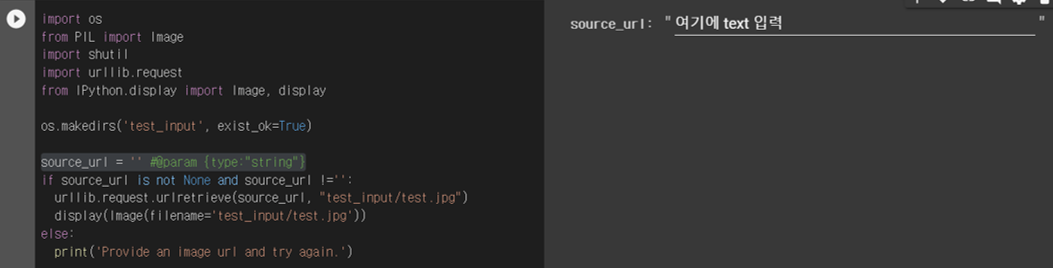 import os
from PIL import Image
import shutil
import urllib.request
from IPython.display import Image, display
os.makedirs('test_input', exist_ok=True)
source_url = '' #@param {type:"string"}
if source_url is not None and source_url !='':
  urllib.request.urlretrieve(source_url, "test_input/test.jpg")
  display(Image(filename='test_input/test.jpg'))
else:
  print('Provide an image url and try again.')
source_url: "여기에 text 입력"